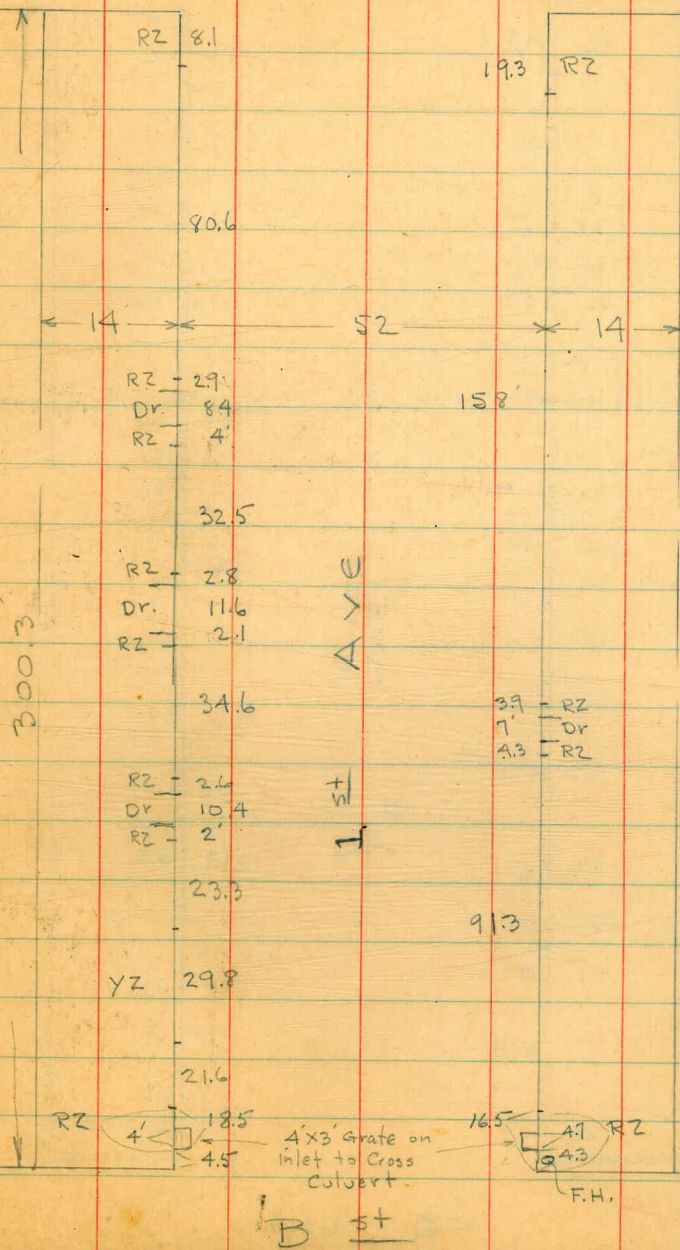 RZ 8.1
19.3 RZ
80.6
14 52 14
RZ 2.9
Dr. 8.4
RZ 4'
158'
32.5
RZ 2.8
Dr. 11.6
RZ 2.1
34.6
3.9 RZ
7' Dr
4.3 RZ
300.3
1st Ave
RZ 2.6
Dr 10.4
RZ 2'
23.3
91.3
YZ 29.8
21.6
RZ 4' 18.5
4.5
4'X3' Grate on
inlet to Cross
Culvert.
16.5 RZ
4.3
F.H.
B st